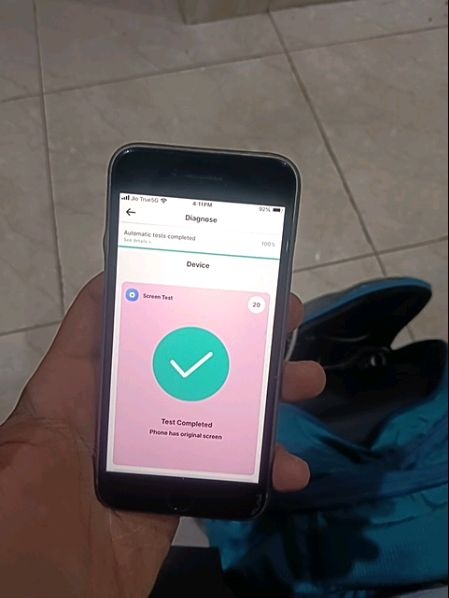 Jio True5G 4:11PM 92%
Diagnose
Automatic tests completed 100%
See details >
Device
Screen Test 20
Test Completed
Phone has original screen